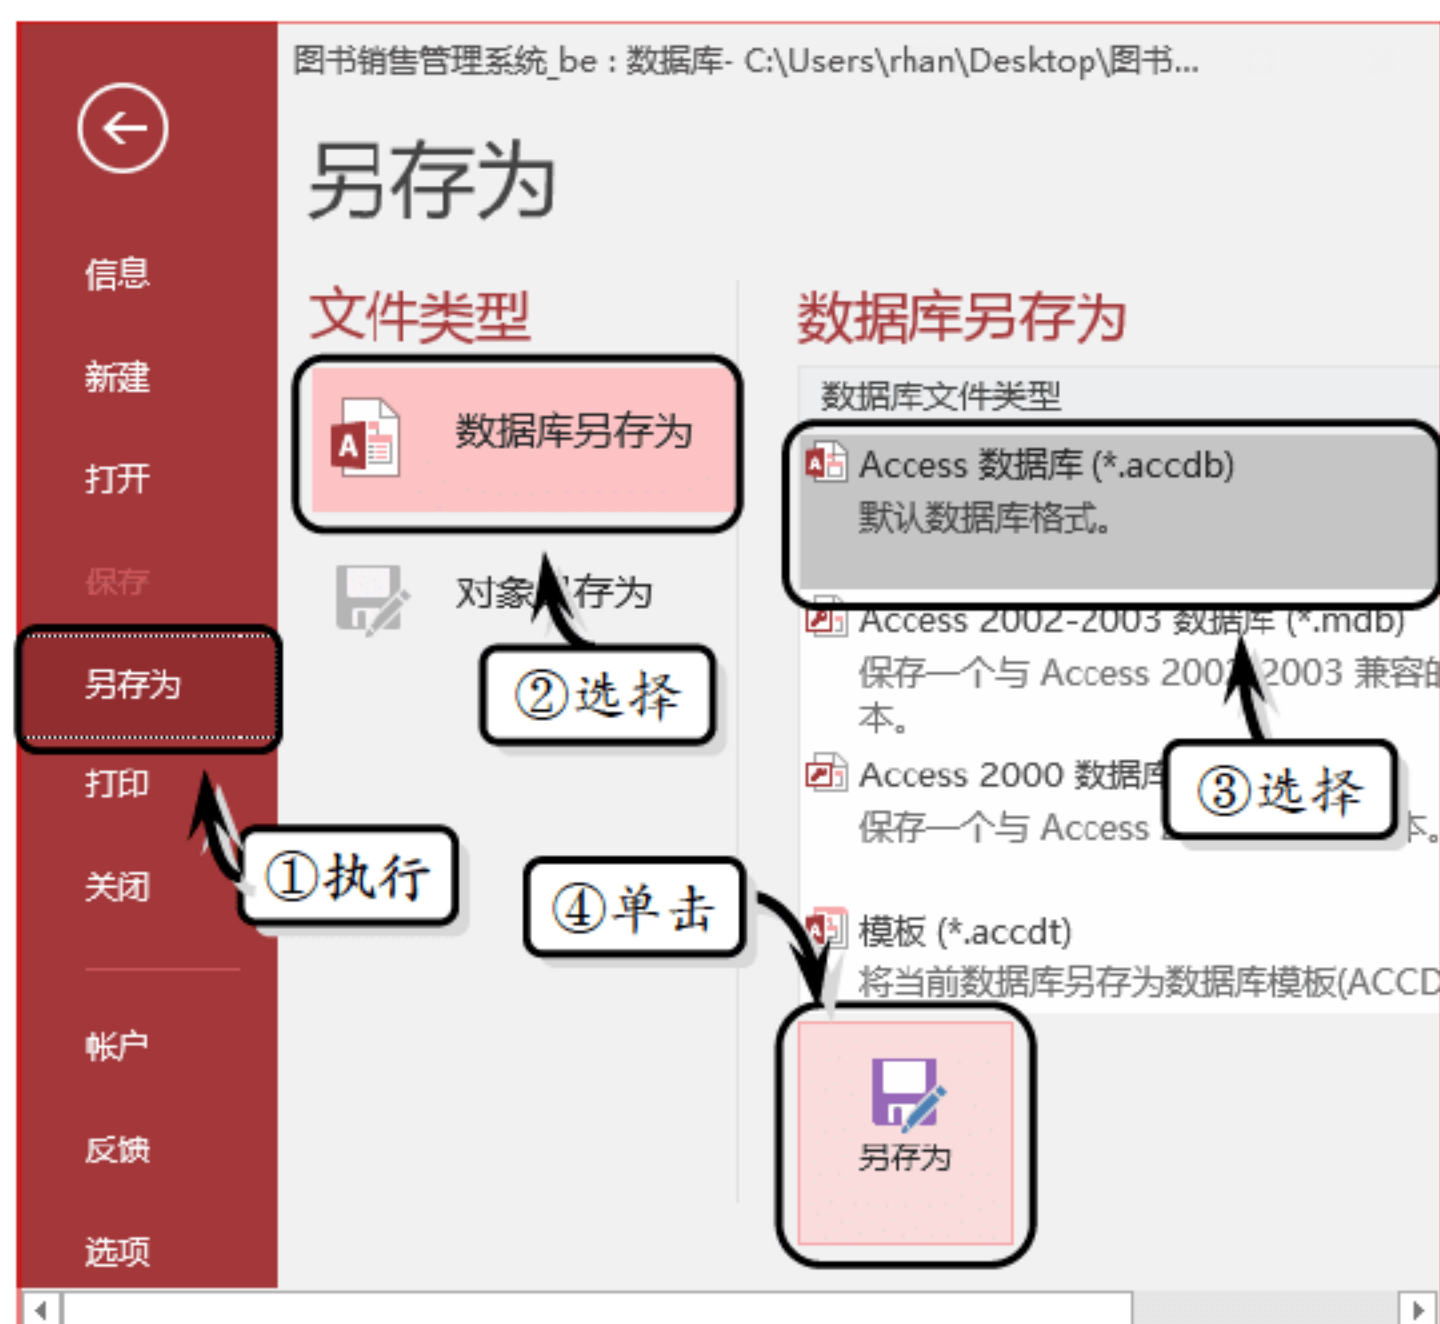 图书销售管理系统_be : 数据库- C:\Users\rhan\Desktop\图书...
另存为
信息
新建
打开
保存
另存为
打印
关闭
帐户
反馈
选项
文件类型
数据库另存为
对象另存为
数据库另存为
数据库文件类型
Access 数据库 (*.accdb)
默认数据库格式。
Access 2002-2003 数据库 (*.mdb)
保存一个与 Access 2002-2003 兼容的
本。
Access 2000 数据库
保存一个与 Access 本。
模板 (*.accdt)
将当前数据库另存为数据库模板(ACCD
另存为
①执行
②选择
③选择
④单击